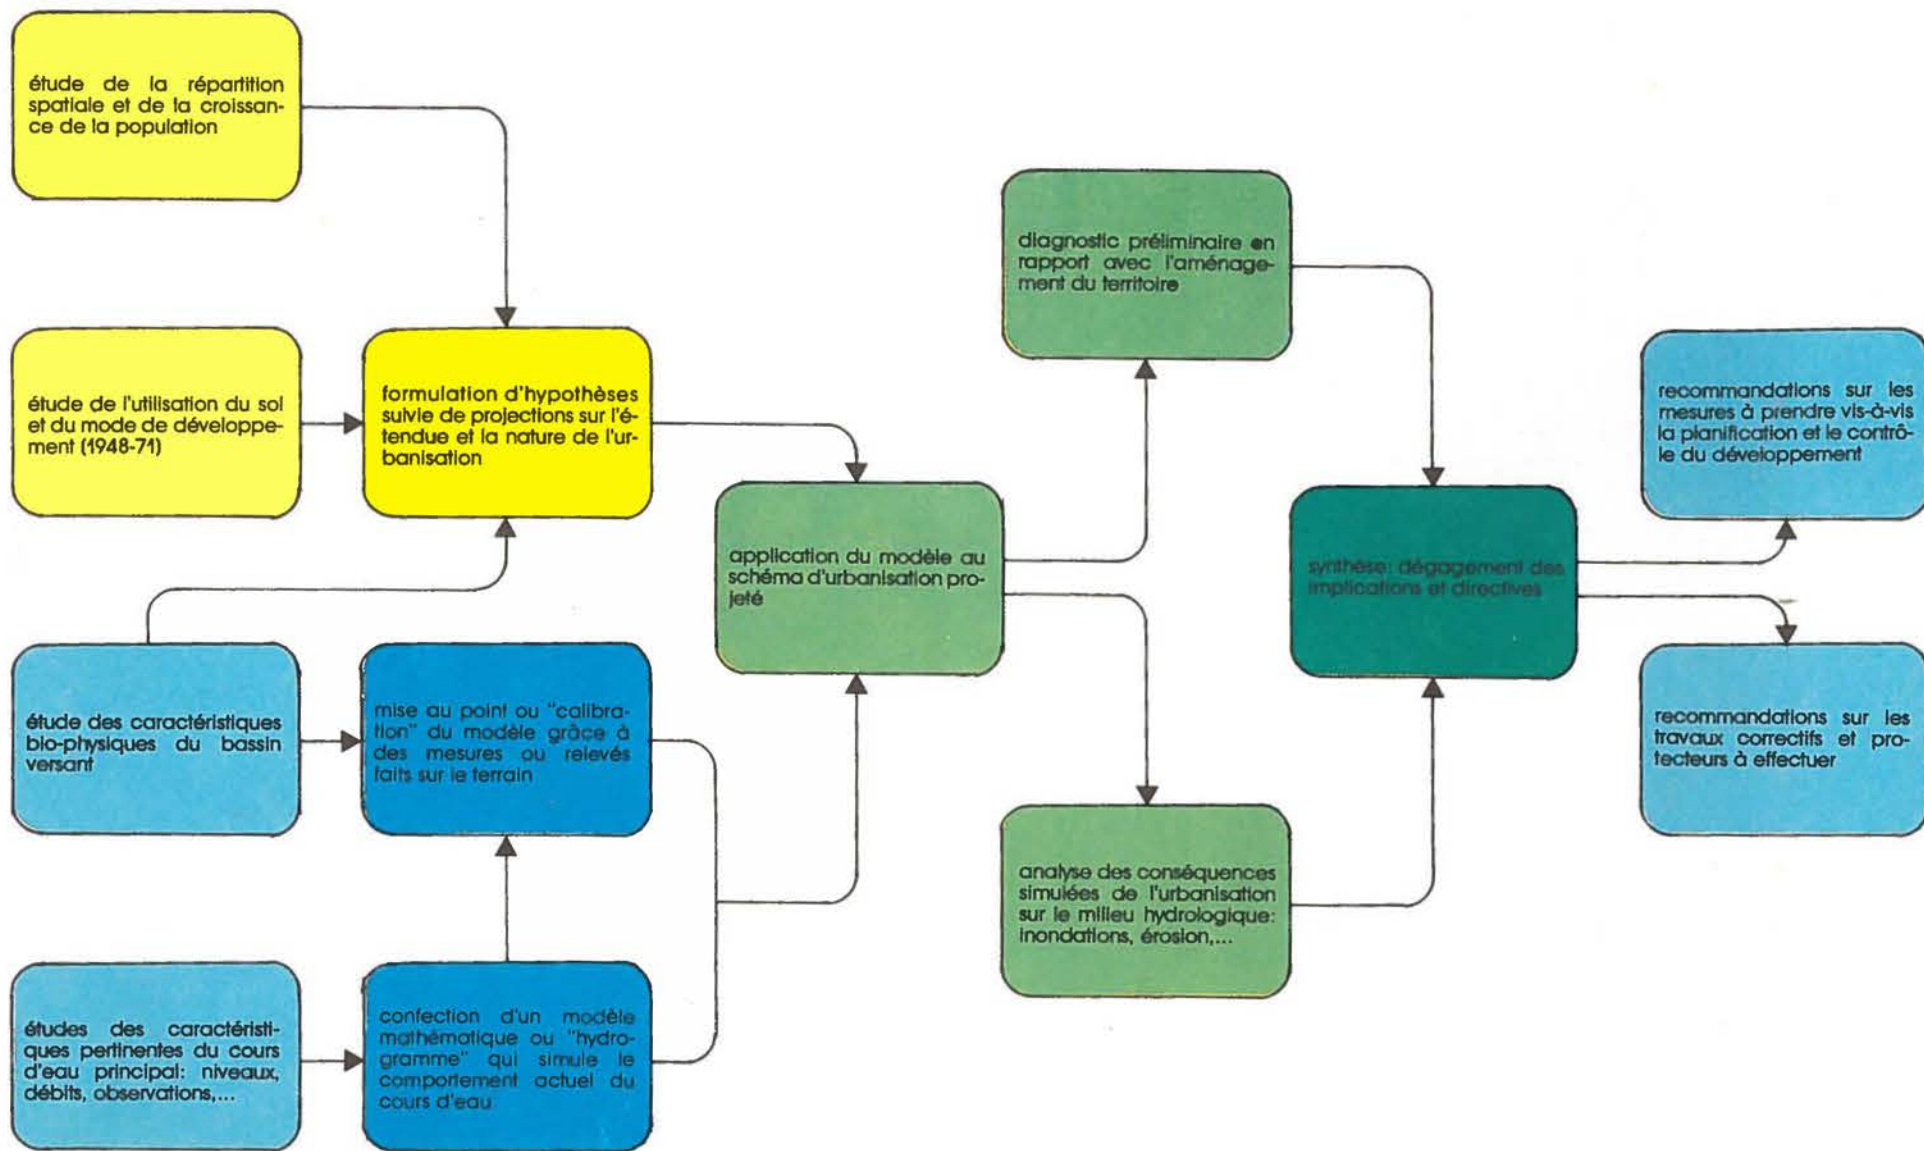 étude de la répartition
spatiale et de la croissan-
ce de la population
étude de l'utilisation du sol
et du mode de développe-
ment (1948-71)
formulation d'hypothèses
suivie de projections sur l'é-
tendue et la nature de l'ur-
banisation
étude des caractéristiques
bio-physiques du bassin
versant
mise au point ou "calibra-
tion" du modèle grâce à
des mesures ou relevés
faits sur le terrain
études des caractéristi-
ques pertinentes du cours
d'eau principal: niveaux,
débits, observations,...
confection d'un modèle
mathématique ou "hydro-
gramme" qui simule le
comportement actuel du
cours d'eau
application du modèle au
schéma d'urbanisation pro-
jeté
diagnostic préliminaire en
rapport avec l'aménage-
ment du territoire
analyse des conséquences
simulées de l'urbanisation
sur le milieu hydrologique:
inondations, érosion,...
synthèse: dégagement des
implications et directives
recommandations sur les
mesures à prendre vis-à-vis
la planification et le contrô-
le du développement
recommandations sur les
travaux correctifs et pro-
tecteurs à effectuer